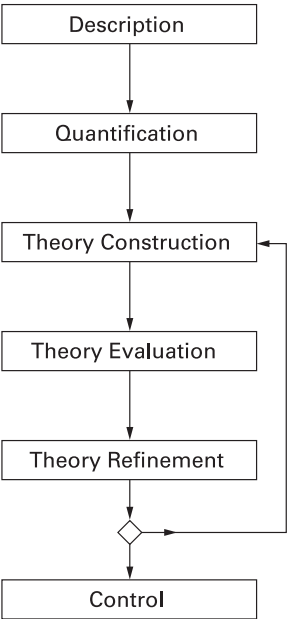 Description
Quantification
Theory Construction
Theory Evaluation
Theory Refinement
Control